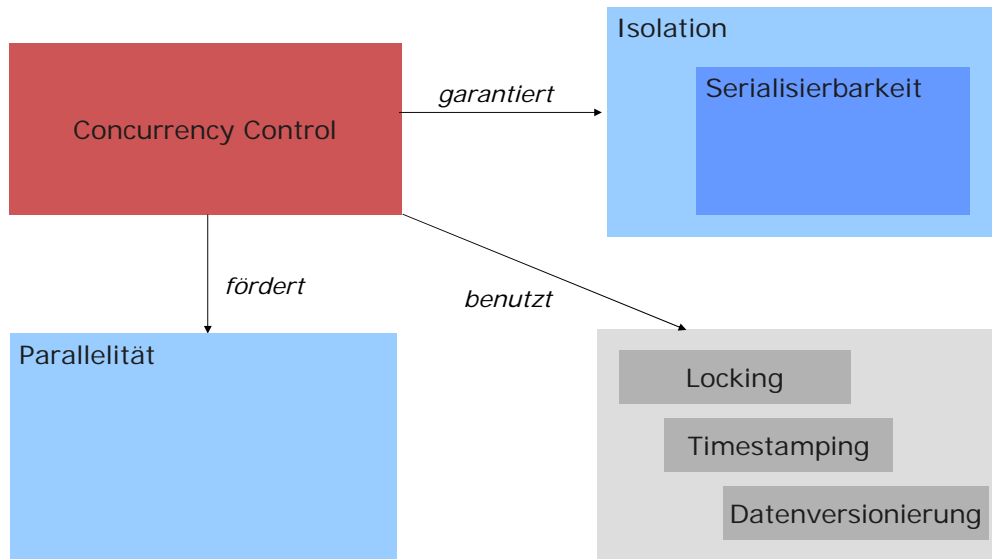 Isolation
Serialisierbarkeit
garantiert
Concurrency Control
fördert
benutzt
Parallelität
Locking
Timestamping
Datenversionierung